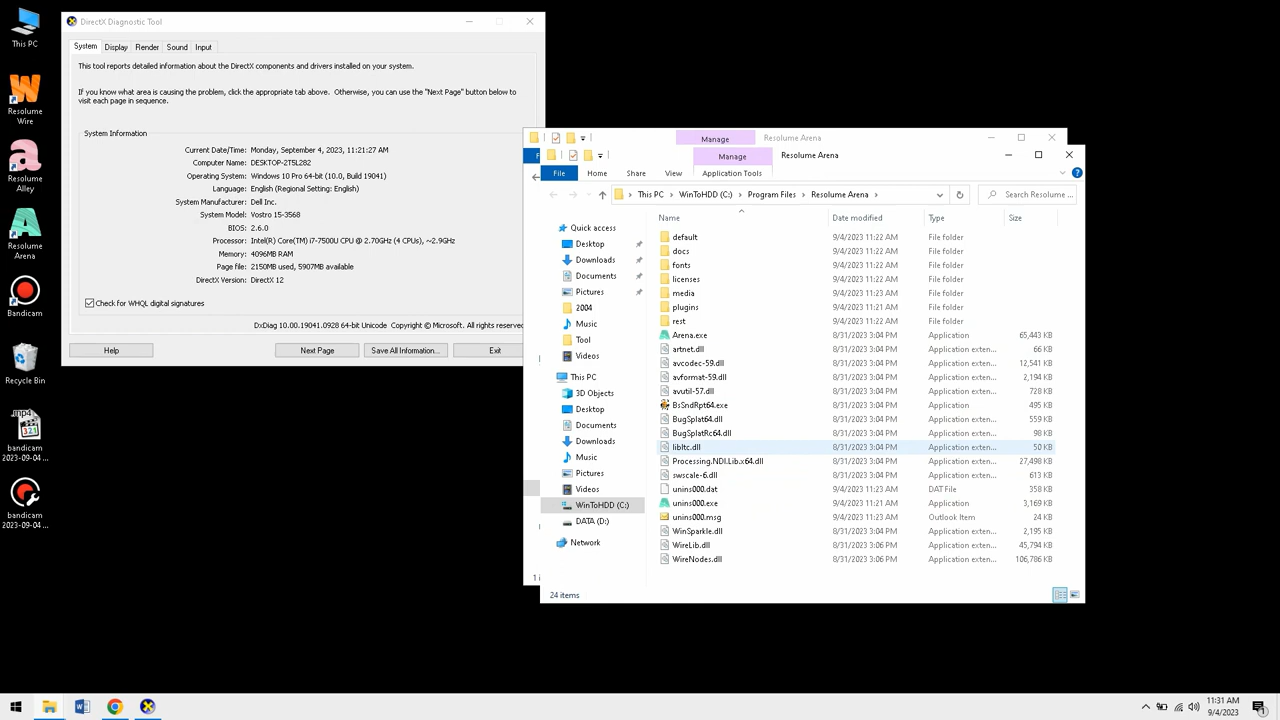 This PC
Resolume
Wire
Resolume
Alley
Resolume
Arena
Bandicam
Recycle Bin
.mp4
bandicam
2023-09-04 ...
bandicam
2023-09-04 ...
DirectX Diagnostic Tool
System Display Render Sound Input
This tool reports detailed information about the DirectX components and drivers installed on your system.
If you know what area is causing the problem, click the appropriate tab above. Otherwise, you can use the "Next Page" button below to
visit each page in sequence.
System Information
Current Date/Time: Monday, September 4, 2023, 11:21:27 AM
Computer Name: DESKTOP-2T5L282
Operating System: Windows 10 Pro 64-bit (10.0, Build 19041)
Language: English (Regional Setting: English)
System Manufacturer: Dell Inc.
System Model: Vostro 15-3568
BIOS: 2.6.0
Processor: Intel(R) Core(TM) i7-7500U CPU @ 2.70GHz (4 CPUs), ~2.9GHz
Memory: 4096MB RAM
Page file: 2150MB used, 5907MB available
DirectX Version: DirectX 12
Check for WHQL digital signatures
DxDiag 10.00.19041.0928 64-bit Unicode Copyright © Microsoft. All rights reserved
Help Next Page Save All Information... Exit
Manage Resolume Arena
Manage Resolume Arena
File Home Share View Application Tools
This PC WinToHDD (C:) Program Files Resolume Arena Search Resolume ...
Name Date modified Type Size
Quick access
Desktop
Downloads
Documents
Pictures
2004
Music
Tool
Videos
This PC
3D Objects
Desktop
Documents
Downloads
Music
Pictures
Videos
WinToHDD (C:)
DATA (D:)
Network
default 9/4/2023 11:22 AM File folder
docs 9/4/2023 11:22 AM File folder
fonts 9/4/2023 11:22 AM File folder
licenses 9/4/2023 11:22 AM File folder
media 9/4/2023 11:23 AM File folder
plugins 9/4/2023 11:21 AM File folder
rest 9/4/2023 11:22 AM File folder
Arena.exe 8/31/2023 3:04 PM Application 65,443 KB
artnet.dll 8/31/2023 3:04 PM Application exten... 66 KB
avcodec-59.dll 8/31/2023 3:04 PM Application exten... 12,541 KB
avformat-59.dll 8/31/2023 3:04 PM Application exten... 2,194 KB
avutil-57.dll 8/31/2023 3:04 PM Application exten... 728 KB
BsSndRpt64.exe 8/31/2023 3:04 PM Application 495 KB
BugSplat64.dll 8/31/2023 3:04 PM Application exten... 559 KB
BugSplatRc64.dll 8/31/2023 3:04 PM Application exten... 98 KB
libltc.dll 8/31/2023 3:04 PM Application exten... 50 KB
Processing.NDI.Lib.x64.dll 8/31/2023 3:04 PM Application exten... 27,498 KB
swscale-6.dll 8/31/2023 3:04 PM Application exten... 613 KB
unins000.dat 9/4/2023 11:23 AM DAT File 358 KB
unins000.exe 9/4/2023 11:21 AM Application 3,169 KB
unins000.msg 9/4/2023 11:23 AM Outlook Item 24 KB
WinSparkle.dll 8/31/2023 3:04 PM Application exten... 2,195 KB
WireLib.dll 8/31/2023 3:06 PM Application exten... 45,794 KB
WireNodes.dll 8/31/2023 3:06 PM Application exten... 106,786 KB
24 items
11:31 AM
9/4/2023